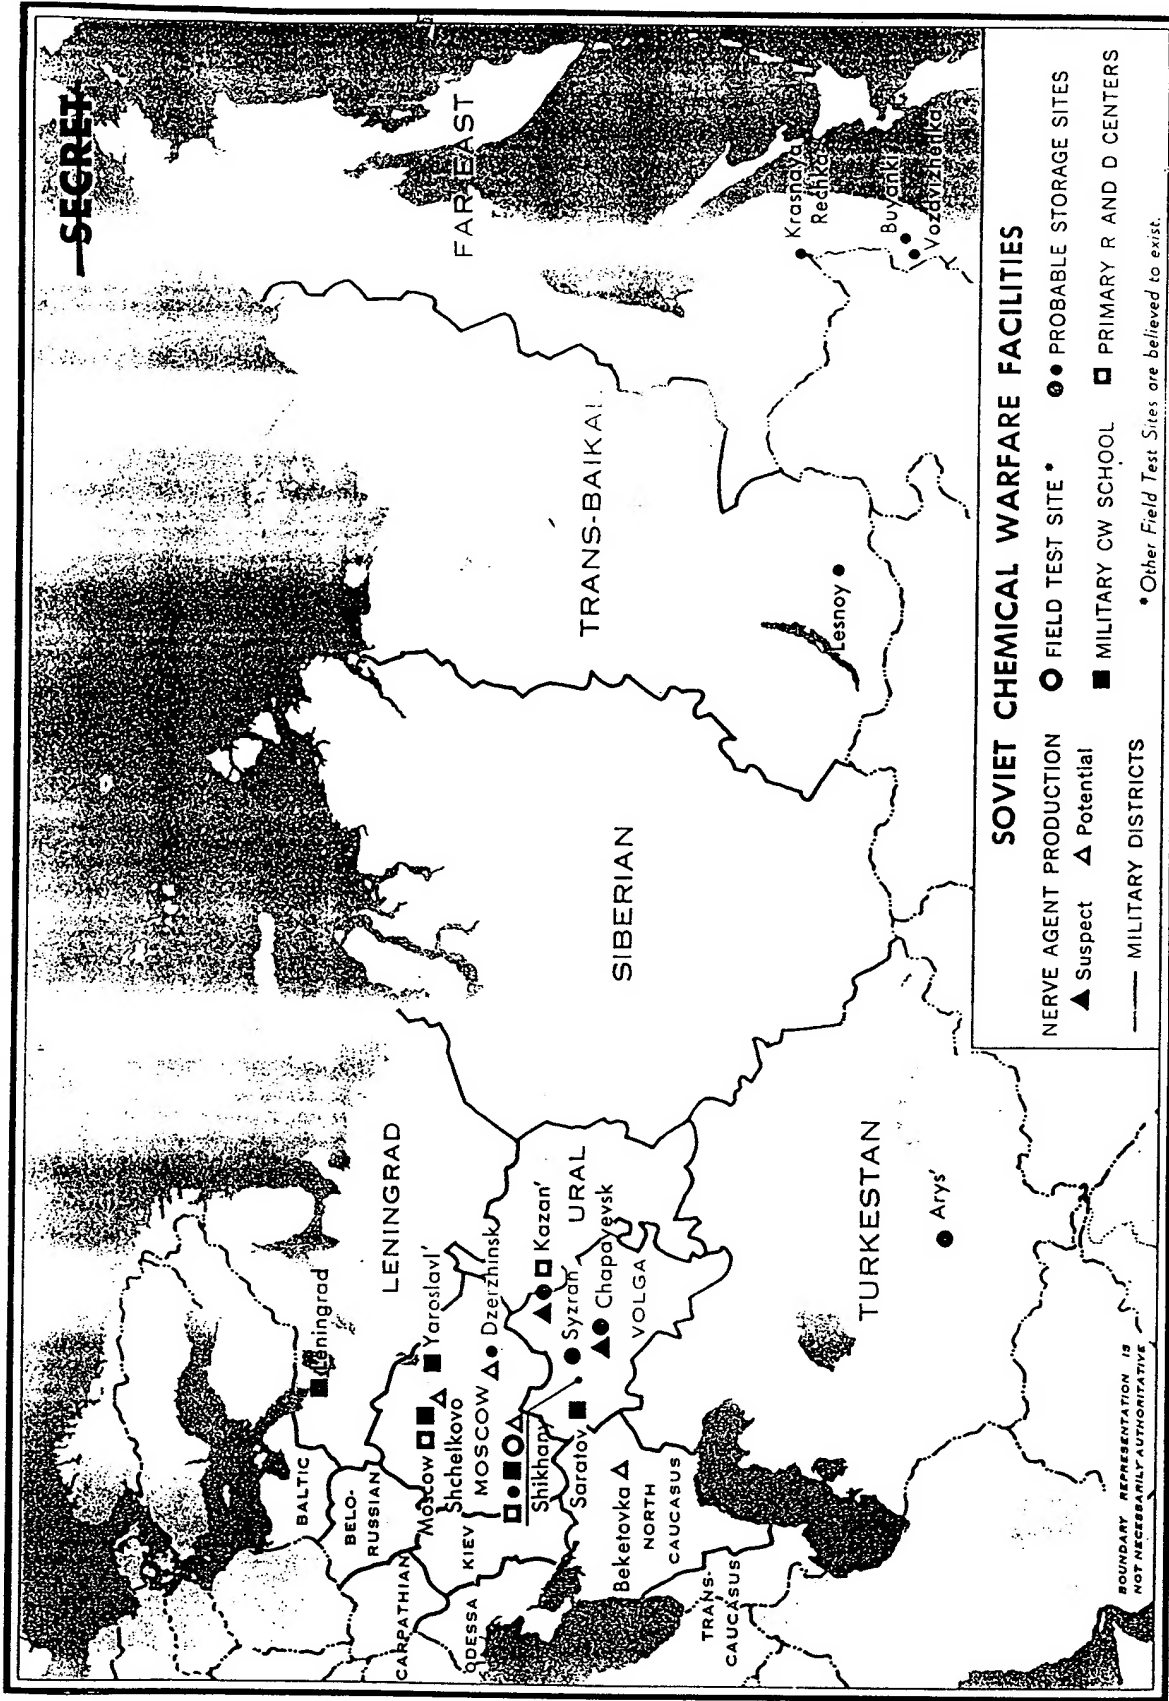 SECRET
FAR EAST
LENINGRAD
Leningrad
BALTIC
BELO-
RUSSIAN
Yaroslavl'
Moscow
Shchelkovo
MOSCOW
Dzerzhinsk
CARPATHIAN
KIEV
ODESSA
Shikhany
Saratov
Kazan'
URAL
Syzran'
Chapayevsk
VOLGA
Beketovka
NORTH
CAUCASUS
TRANS-
CAUCASUS
SIBERIAN
TRANS-BAIKAL
TURKESTAN
Arys'
Lesnoy
Krasnaya
Rechka
Buyanki
Vozdvizhenka
SOVIET CHEMICAL WARFARE FACILITIES
NERVE AGENT PRODUCTION
Suspect
Potential
FIELD TEST SITE*
PROBABLE STORAGE SITES
MILITARY CW SCHOOL
PRIMARY R AND D CENTERS
MILITARY DISTRICTS
*Other Field Test Sites are believed to exist.
BOUNDARY REPRESENTATION IS
NOT NECESSARILY AUTHORITATIVE